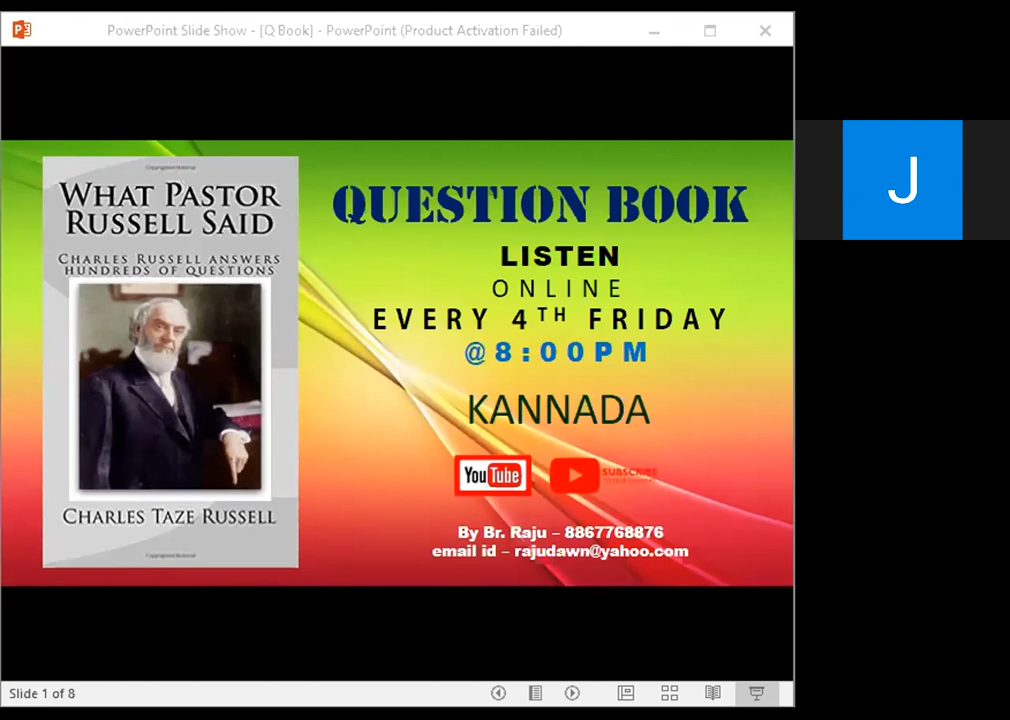 PowerPoint Slide Show - [Q Book] - PowerPoint (Product Activation Failed)
WHAT PASTOR
RUSSELL SAID
CHARLES RUSSELL ANSWERS
HUNDREDS OF QUESTIONS
CHARLES TAZE RUSSELL
QUESTION BOOK
LISTEN
ONLINE
EVERY 4TH FRIDAY
@8:00PM
KANNADA
YouTube
SUBSCRIBE
By Br. Raju – 8867768876
email id – rajudawn@yahoo.com
J
Slide 1 of 8